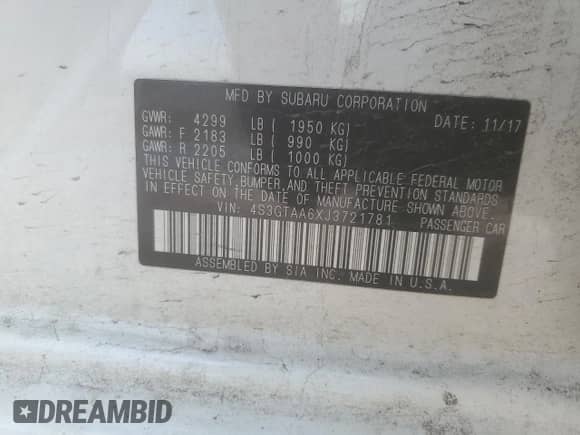 MFD BY SUBARU CORPORATION
GVWR: 4299 LB ( 1950 KG) DATE: 11/17
GAWR: F 2183 LB ( 990 KG)
GAWR: R 2205 LB ( 1000 KG)
THIS VEHICLE CONFORMS TO ALL APPLICABLE FEDERAL MOTOR
VEHICLE SAFETY, BUMPER, AND THEFT PREVENTION STANDARDS
IN EFFECT ON THE DATE OF MANUFACTURE SHOWN ABOVE.
VIN: 4S3GTAA6XJ3721781 PASSENGER CAR
ASSEMBLED BY SIA INC. MADE IN U.S.A.
DREAMBID